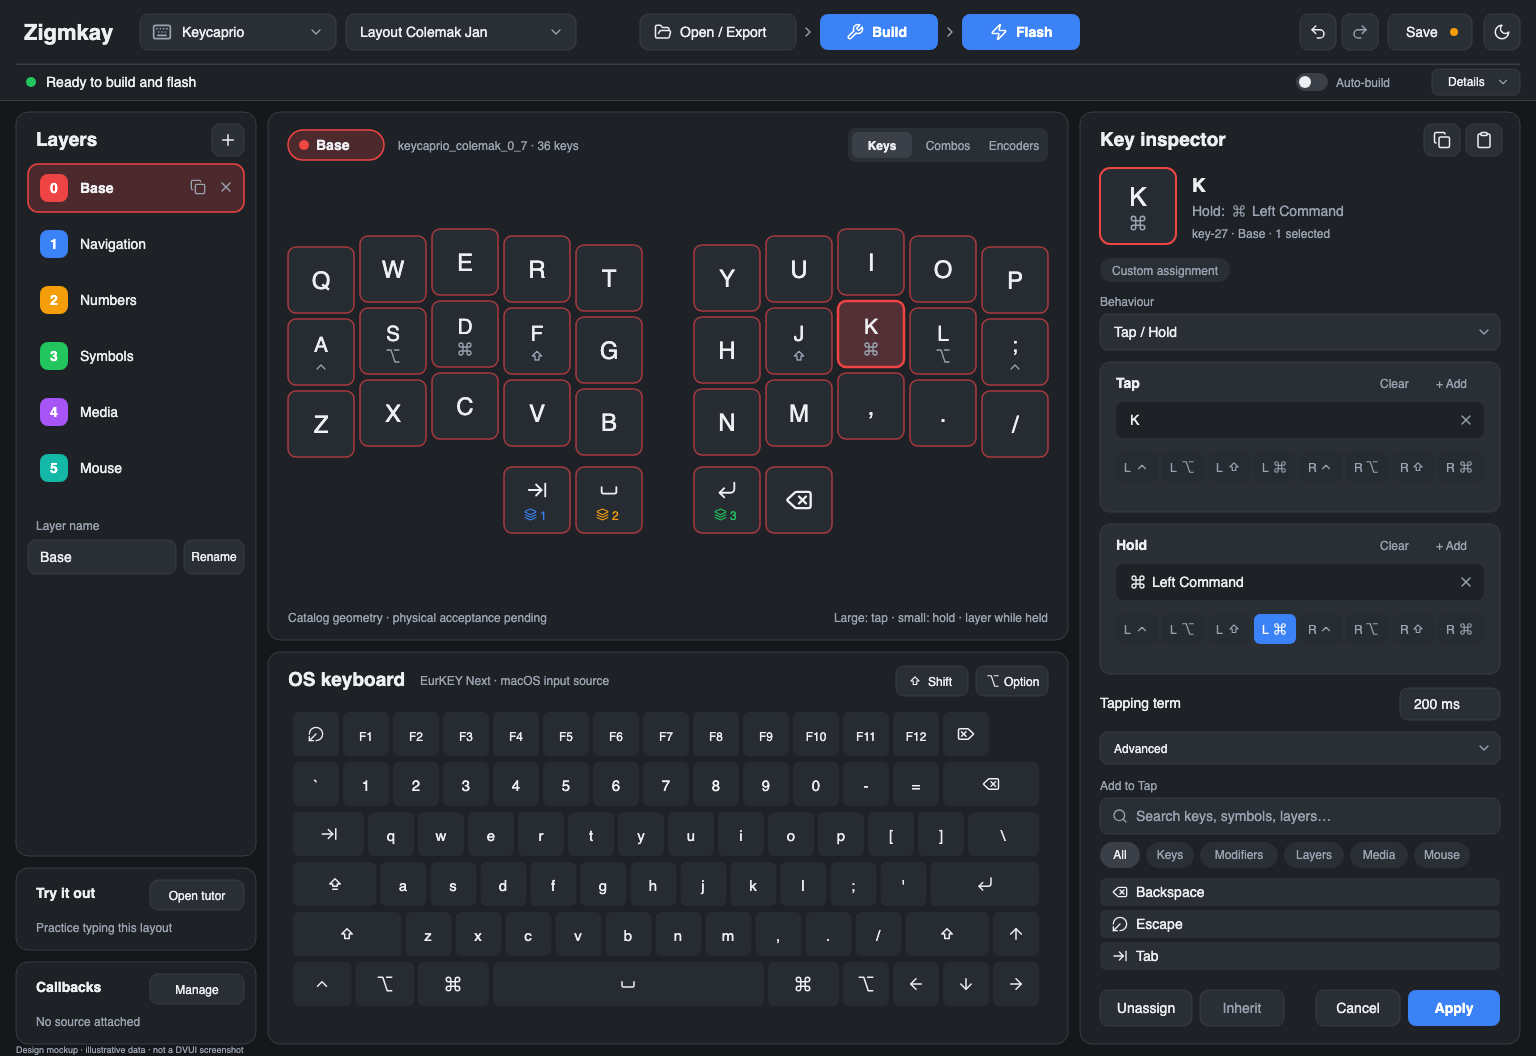 Zigmkay
Keycaprio
Layout Colemak Jan
Open / Export
Build
Flash
Save
Ready to build and flash
Auto-build
Details
Layers
0 Base
1 Navigation
2 Numbers
3 Symbols
4 Media
5 Mouse
Layer name
Base
Rename
Try it out
Open tutor
Practice typing this layout
Callbacks
Manage
No source attached
Design mockup · illustrative data · not a DVUI screenshot
Base
keycaprio_colemak_0_7 · 36 keys
Keys
Combos
Encoders
Q W E R T Y U I O P
A ⌃ S ⌥ D ⌘ F ⇧ G H J ⇧ K ⌘ L ⌥ ; ⌃
Z X C V B N M , . /
⇥ 1 ␣ 2 ↵ 3 ⌫
Catalog geometry · physical acceptance pending
Large: tap · small: hold · layer while held
OS keyboard
EurKEY Next · macOS input source
⇧ Shift
⌥ Option
F1 F2 F3 F4 F5 F6 F7 F8 F9 F10 F11 F12 ⌦
` 1 2 3 4 5 6 7 8 9 0 - = ⌫
⇥ q w e r t y u i o p [ ] \
⇪ a s d f g h j k l ; ' ↵
⇧ z x c v b n m , . / ⇧ ↑
⌃ ⌥ ⌘ ␣ ⌘ ⌥ ← ↓ →
Key inspector
K
⌘
K
Hold: ⌘ Left Command
key-27 · Base · 1 selected
Custom assignment
Behaviour
Tap / Hold
Tap
Clear
+ Add
K
L ⌃ L ⌥ L ⇧ L ⌘ R ⌃ R ⌥ R ⇧ R ⌘
Hold
Clear
+ Add
⌘ Left Command
L ⌃ L ⌥ L ⇧ L ⌘ R ⌃ R ⌥ R ⇧ R ⌘
Tapping term
200 ms
Advanced
Add to Tap
Search keys, symbols, layers…
All
Keys
Modifiers
Layers
Media
Mouse
⌫ Backspace
Escape
⇥ Tab
Unassign
Inherit
Cancel
Apply